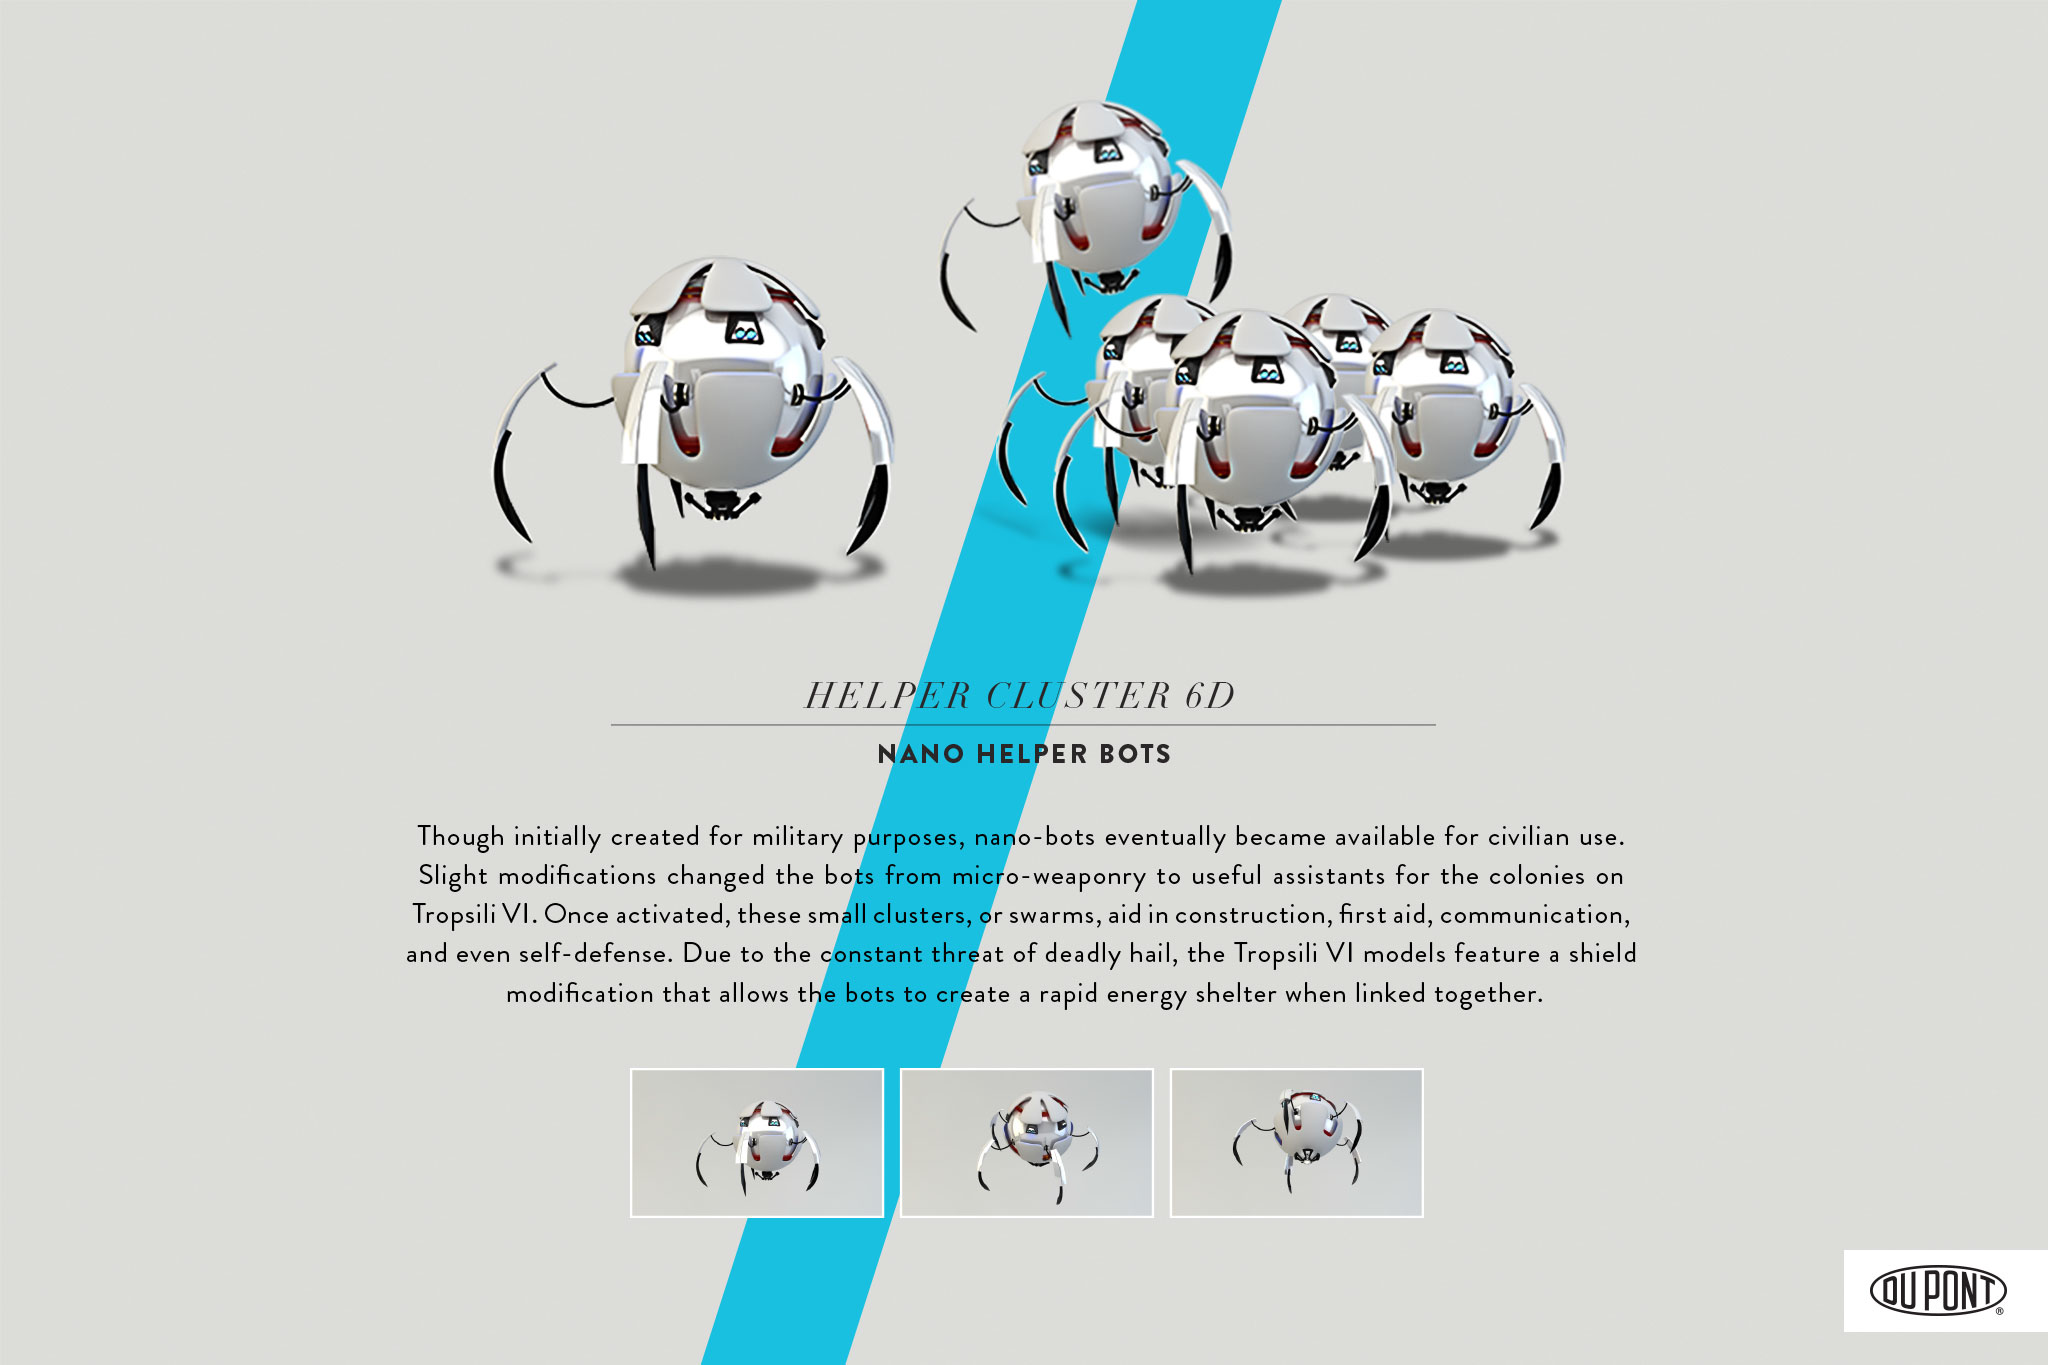 HELPER CLUSTER 6D
NANO HELPER BOTS
Though initially created for military purposes, nano-bots eventually became available for civilian use.
Slight modifications changed the bots from micro-weaponry to useful assistants for the colonies on
Tropsili VI. Once activated, these small clusters, or swarms, aid in construction, first aid, communication,
and even self-defense. Due to the constant threat of deadly hail, the Tropsili VI models feature a shield
modification that allows the bots to create a rapid energy shelter when linked together.
DU PONT®